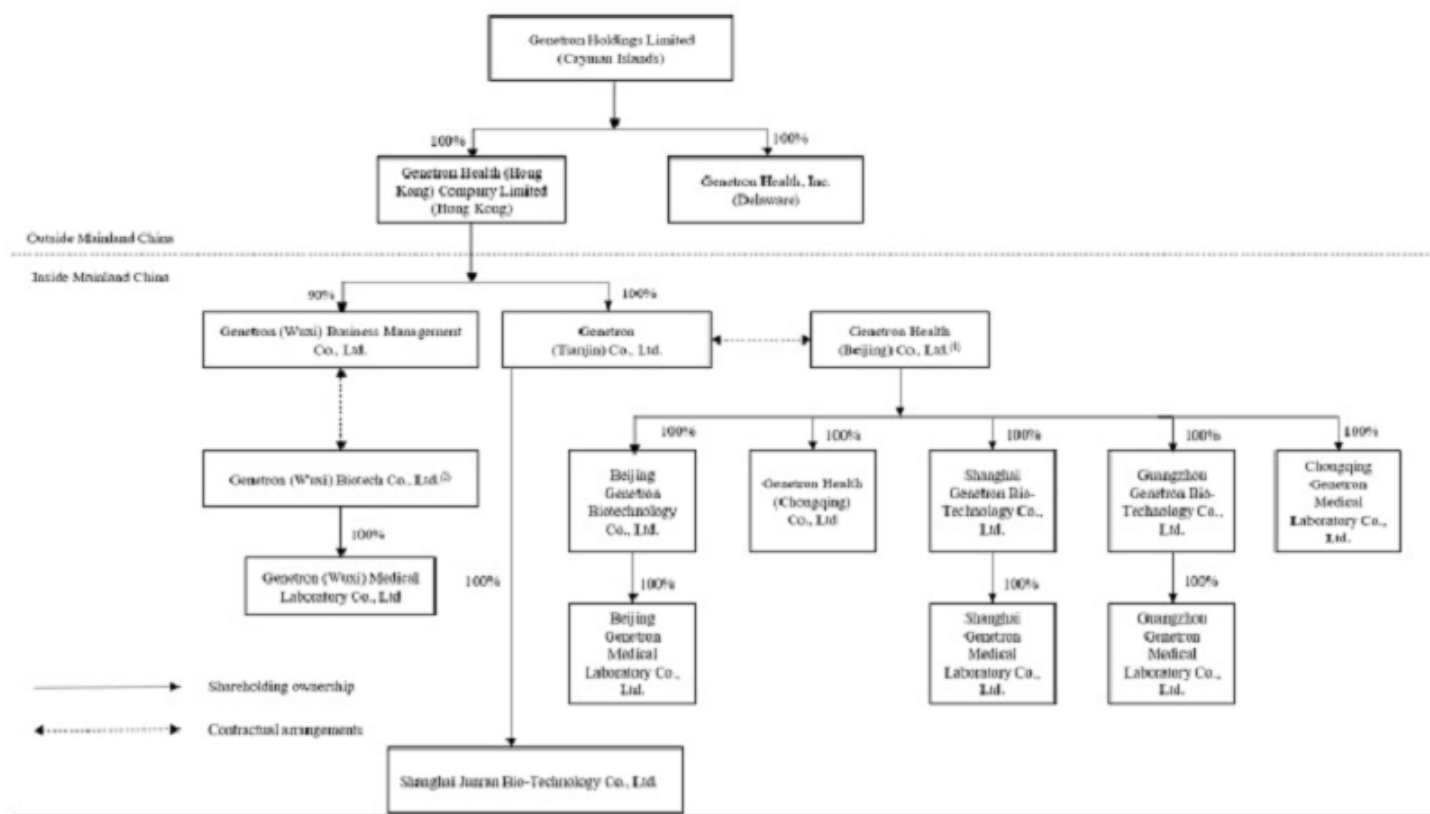 Genetron Holdings Limited
(Cayman Islands)
100%
100%
Genetron Health (Hong
Kong) Company Limited
(Hong Kong)
Genetron Health, Inc.
(Delaware)
Outside Mainland China
Inside Mainland China
90%
100%
Genetron (Wuxi) Business Management
Co., Ltd.
Genetron
(Tianjin) Co., Ltd.
Genetron Health
(Beijing) Co., Ltd.(1)
100%
100%
100%
100%
100%
Genetron (Wuxi) Biotech Co., Ltd.(2)
Beijing
Genetron
Biotechnology
Co., Ltd.
Genetron Health
(Chongqing)
Co., Ltd
Shanghai
Genetron Bio-
Technology Co.,
Ltd.
Guangzhou
Genetron Bio-
Technology Co.,
Ltd.
Chongqing
Genetron
Medical
Laboratory Co.,
Ltd.
100%
100%
100%
100%
100%
Genetron (Wuxi) Medical
Laboratory Co., Ltd
Beijing
Genetron
Medical
Laboratory Co.,
Ltd.
Shanghai
Genetron
Medical
Laboratory Co.,
Ltd.
Guangzhou
Genetron
Medical
Laboratory Co.,
Ltd.
Shareholding ownership
Contractual arrangements
Shanghai Junran Bio-Technology Co., Ltd.